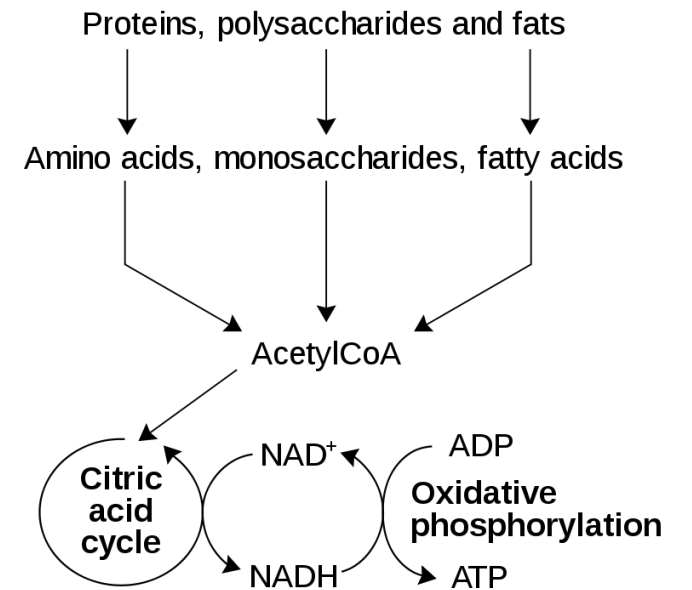 Proteins, polysaccharides and fats
Amino acids, monosaccharides, fatty acids
AcetylCoA
Citric
acid
cycle
NAD⁺
NADH
ADP
Oxidative
phosphorylation
ATP